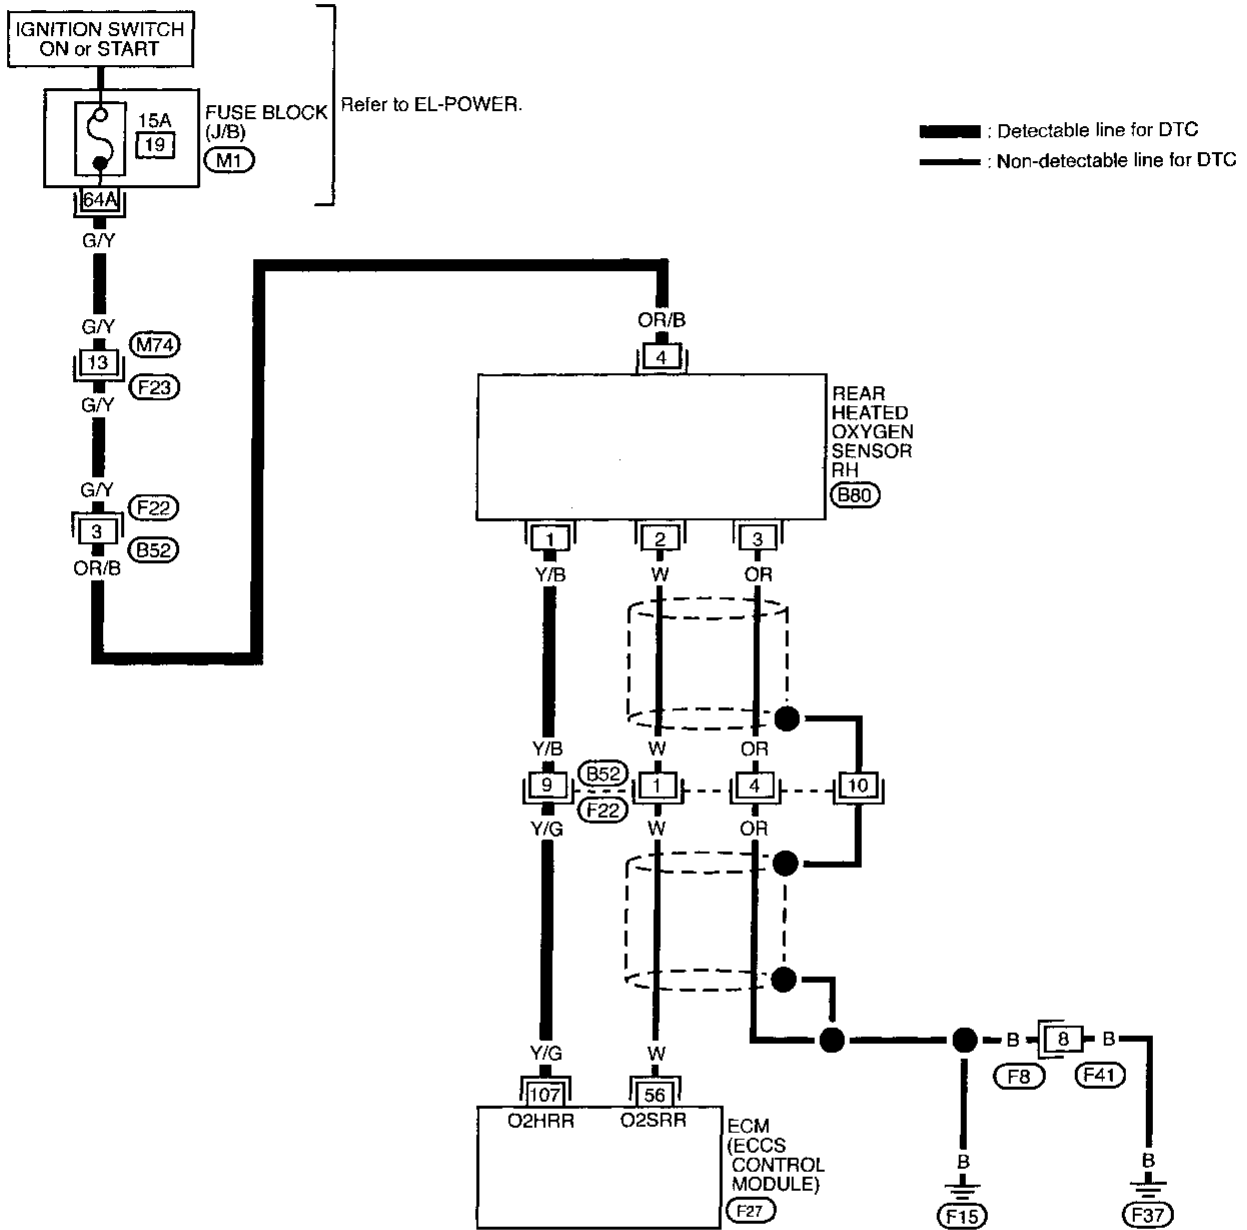 IGNITION SWITCH
ON or START
Refer to EL-POWER.
15A
19
FUSE BLOCK
(J/B)
M1
64A
: Detectable line for DTC
: Non-detectable line for DTC
G/Y
G/Y
M74
13
F23
G/Y
G/Y
F22
3
B52
OR/B
OR/B
4
REAR
HEATED
OXYGEN
SENSOR
RH
B80
1
2
3
Y/B
W
OR
Y/B
W
OR
9
B52
F22
1
4
10
Y/G
W
OR
Y/G
W
107
56
O2HRR
O2SRR
ECM
(ECCS
CONTROL
MODULE)
F27
B
8
B
F8
F41
B
B
F15
F37